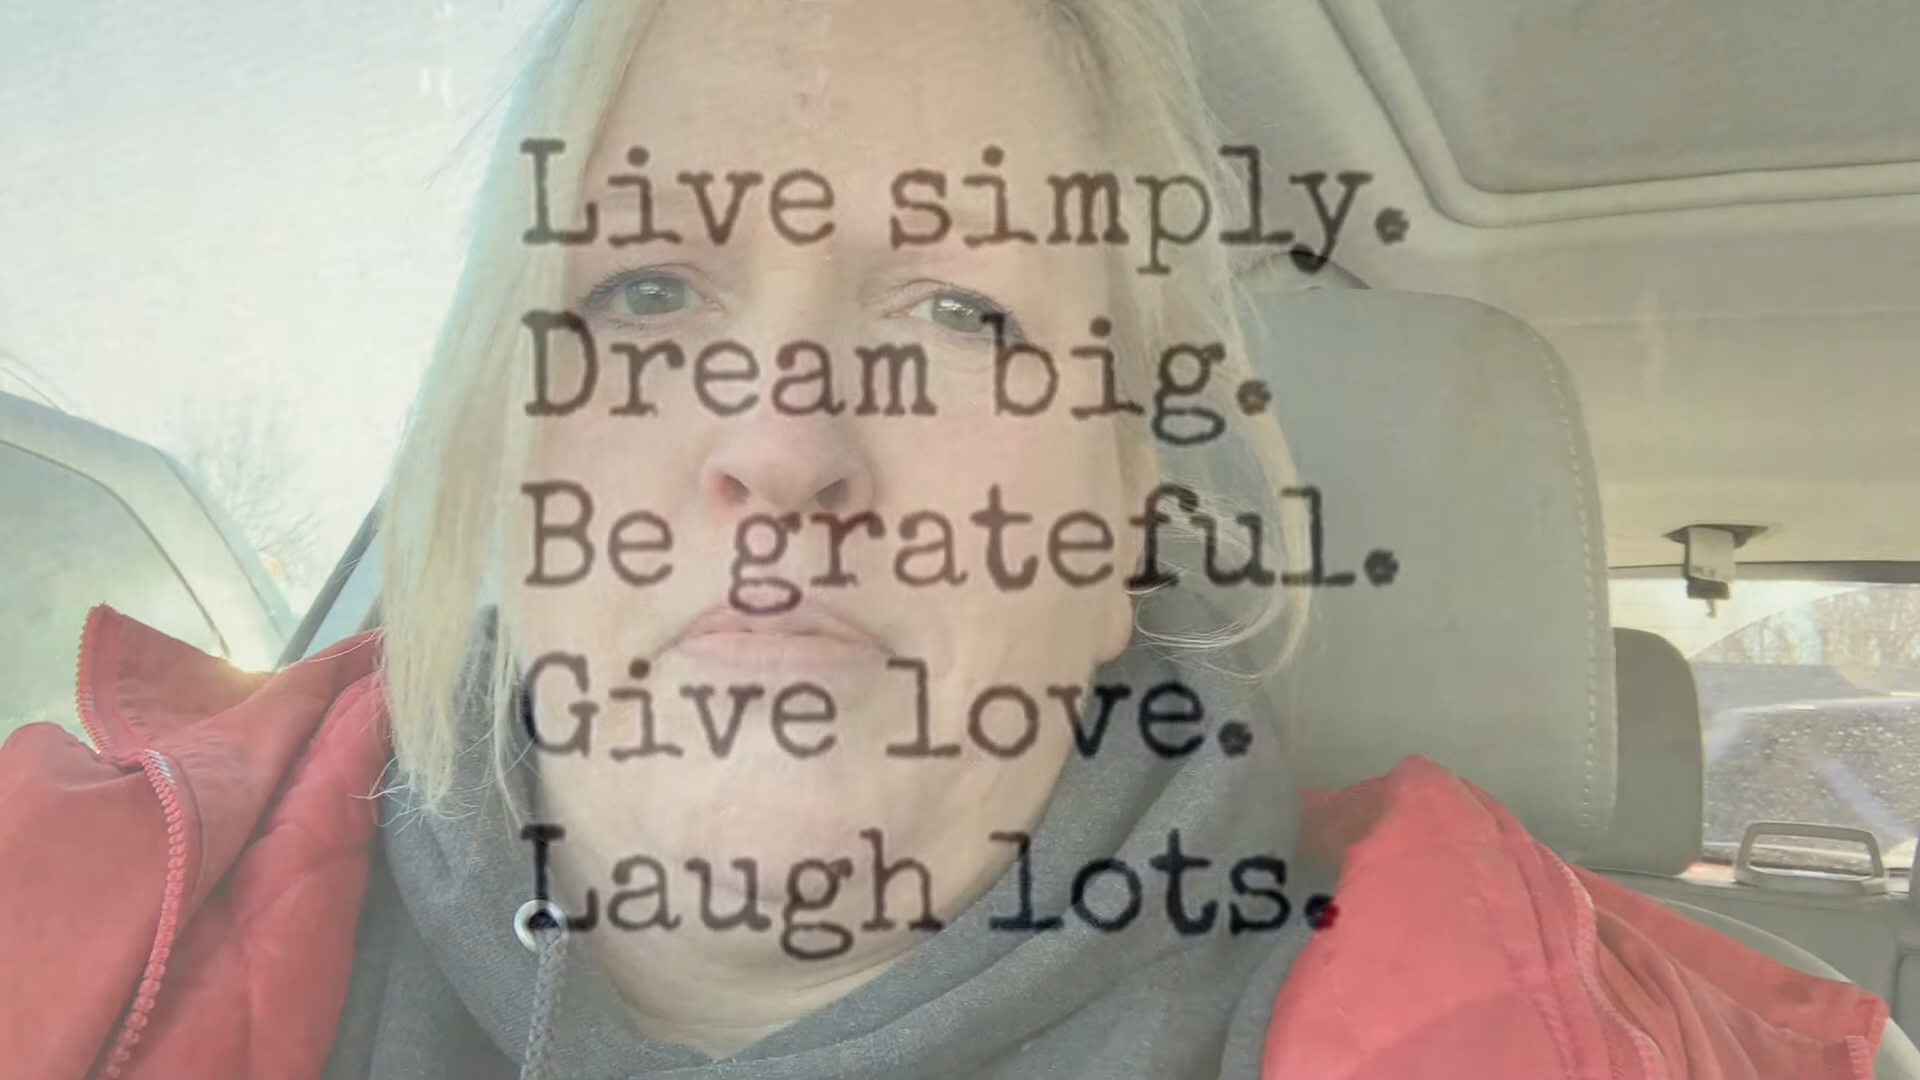 Live simply.
Dream big.
Be grateful.
Give love.
Laugh lots.